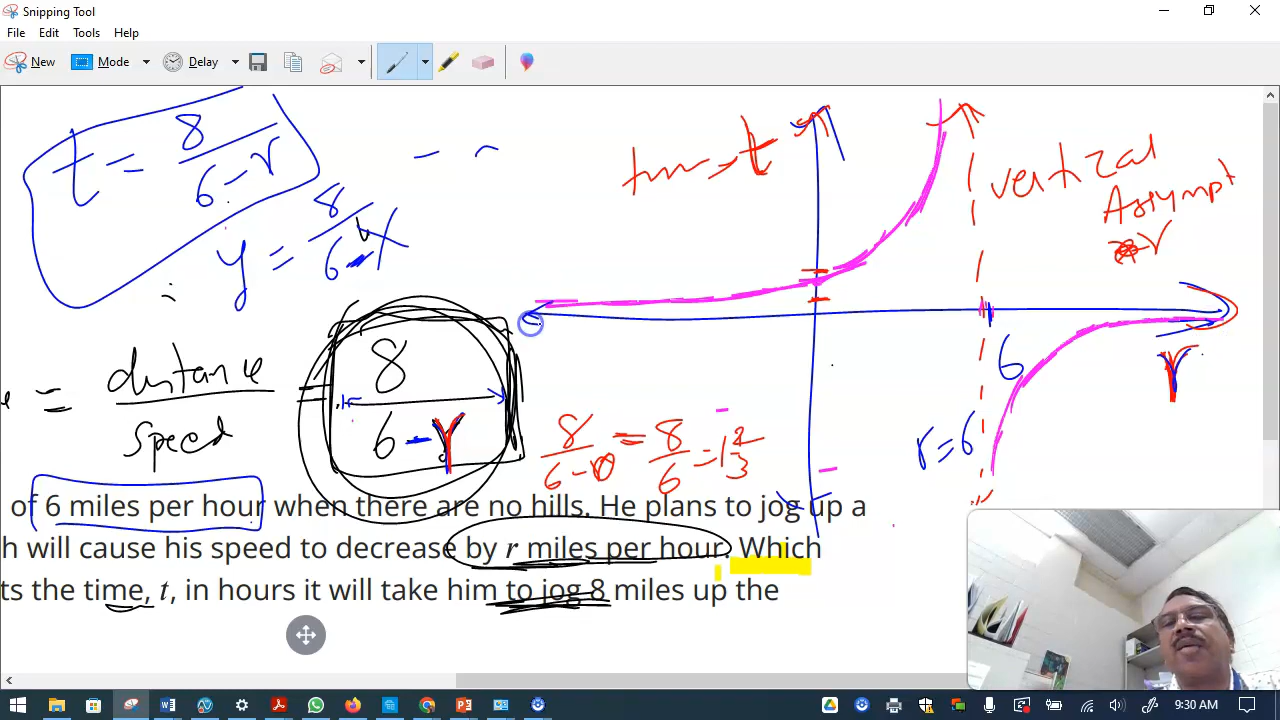 Snipping Tool
File Edit Tools Help
New Mode Delay
t = 8 / 6 - r
y = 8 / 6 - x
= distance / speed = 8 / 6 - r
t
vertical
Asympt
r
6
r
r = 6
8 / 6 - 0 = 8 / 6 = 1 2/3
of 6 miles per hour when there are no hills. He plans to jog up a
h will cause his speed to decrease by r miles per hour. Which
ts the time, t, in hours it will take him to jog 8 miles up the
9:30 AM